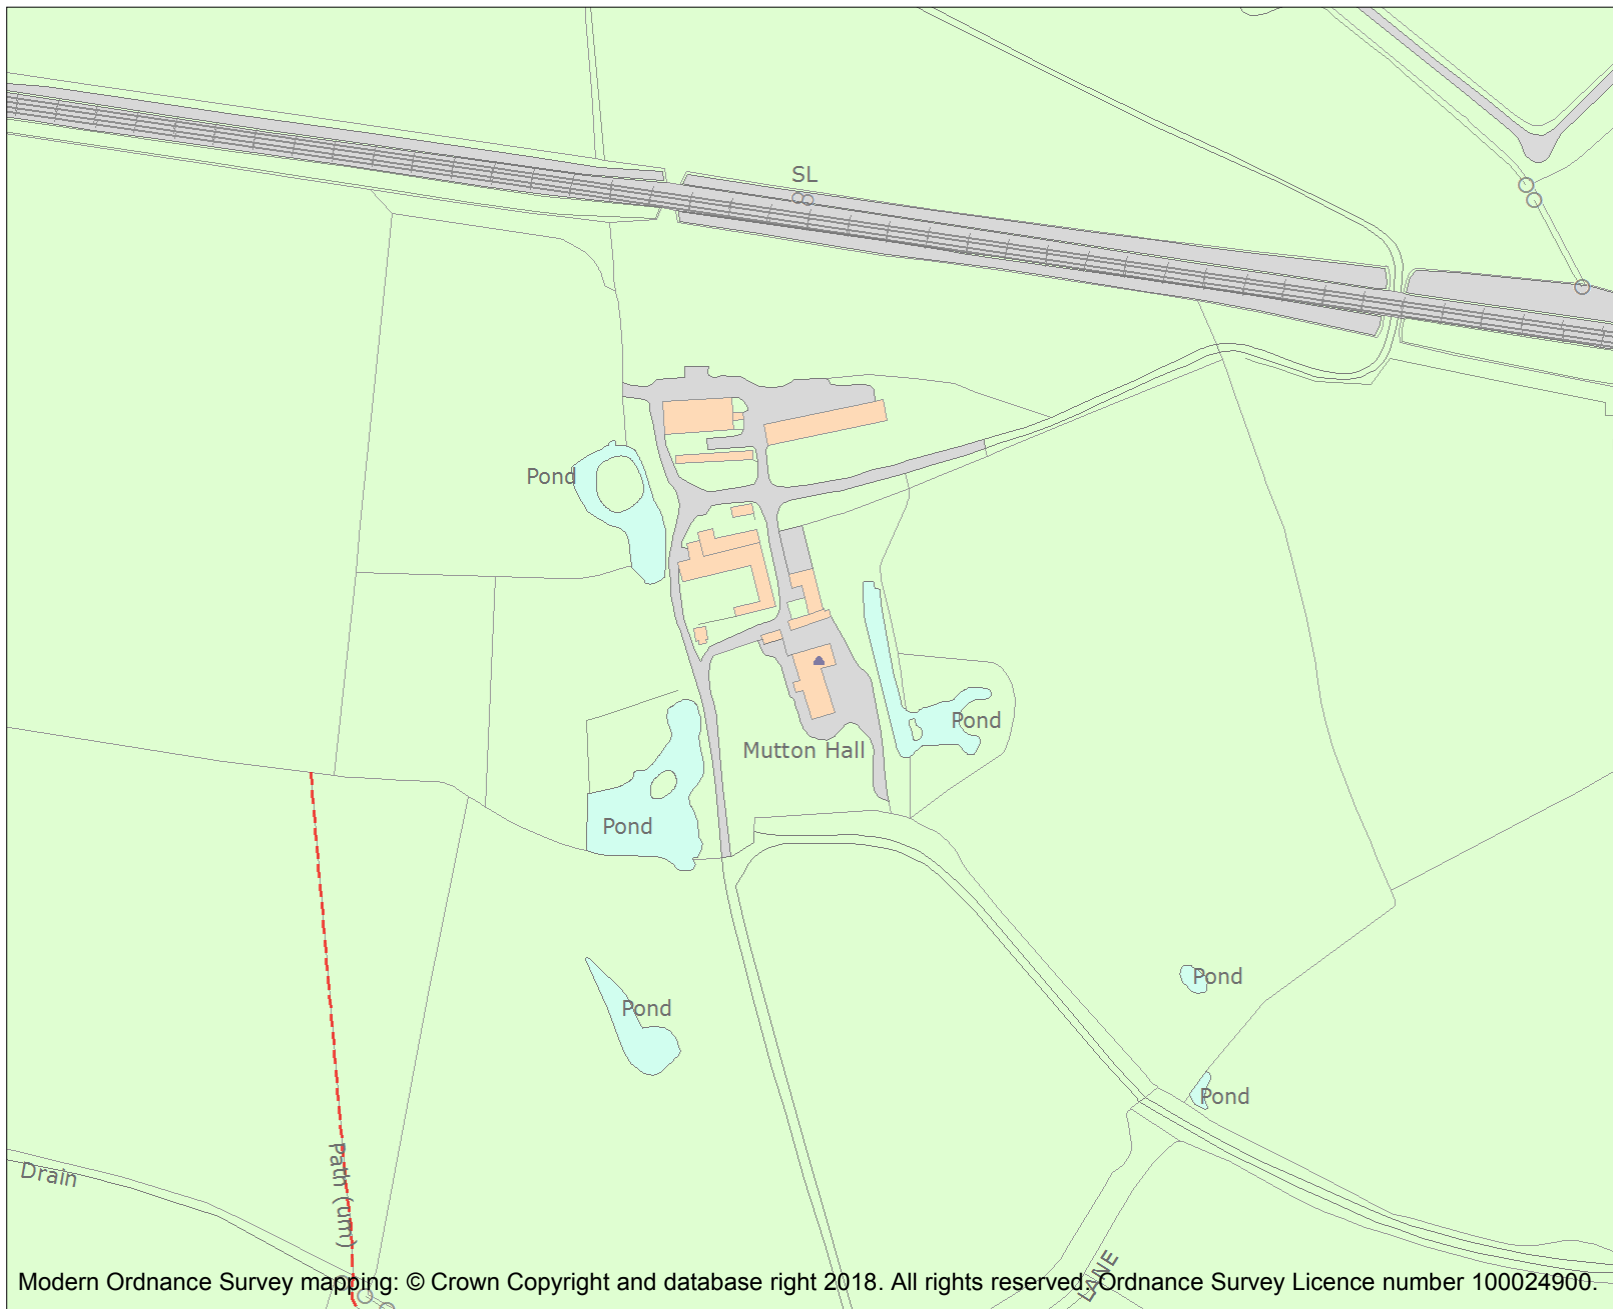 SL
Pond
Pond
Mutton Hall
Pond
Pond
Pond
Pond
Drain
Path (um)
LANE
Modern Ordnance Survey mapping: © Crown Copyright and database right 2018. All rights reserved. Ordnance Survey Licence number 100024900.